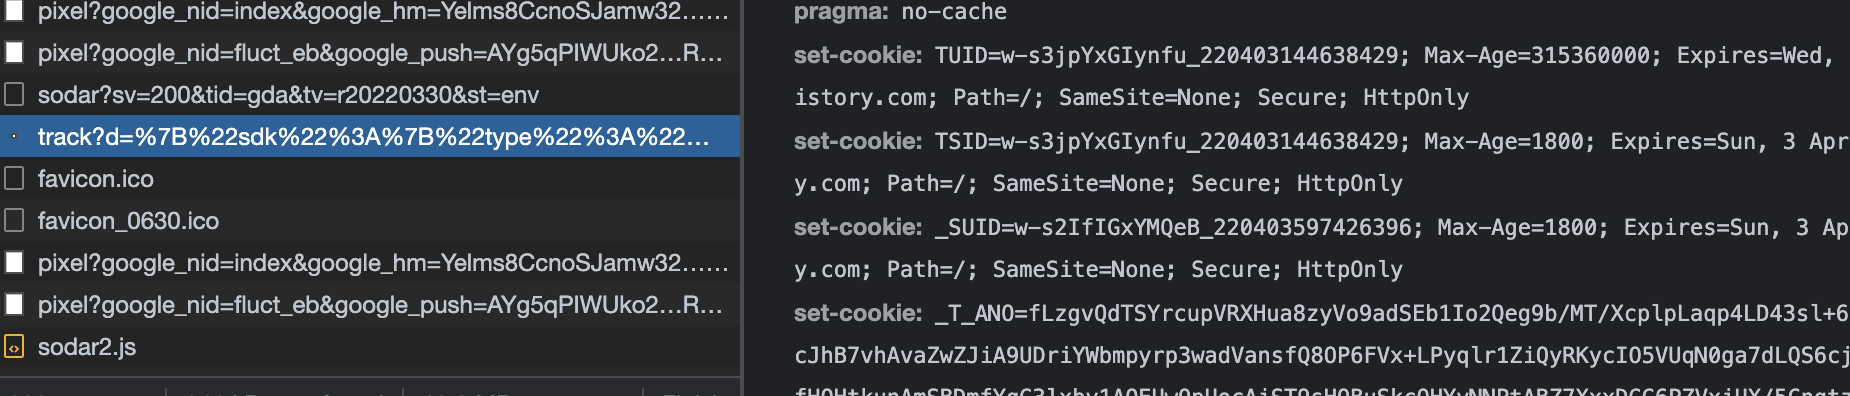 pixel?google_nid=index&google_hm=Yelms8CcnoSJamw32......
pixel?google_nid=fluct_eb&google_push=AYg5qPIWUko2...R...
sodar?sv=200&tid=gda&tv=r20220330&st=env
track?d=%7B%22sdk%22%3A%7B%22type%22%3A%22...
favicon.ico
favicon_0630.ico
pixel?google_nid=index&google_hm=Yelms8CcnoSJamw32......
pixel?google_nid=fluct_eb&google_push=AYg5qPIWUko2...R...
sodar2.js
pragma: no-cache
set-cookie: TUID=w-s3jpYxGIynfu_220403144638429; Max-Age=315360000; Expires=Wed,
istory.com; Path=/; SameSite=None; Secure; HttpOnly
set-cookie: TSID=w-s3jpYxGIynfu_220403144638429; Max-Age=1800; Expires=Sun, 3 Apr
y.com; Path=/; SameSite=None; Secure; HttpOnly
set-cookie: _SUID=w-s2IfIGxYMQeB_220403597426396; Max-Age=1800; Expires=Sun, 3 Ap
y.com; Path=/; SameSite=None; Secure; HttpOnly
set-cookie: _T_ANO=fLzgvQdTSYrcupVRXHua8zyVo9adSEb1Io2Qeg9b/MT/XcplpLaqp4LD43sl+6
cJhB7vhAvaZwZJiA9UDriYWbmpyrp3wadVansfQ8OP6FVx+LPyqlr1ZiQyRKycIO5VUqN0ga7dLQS6cj